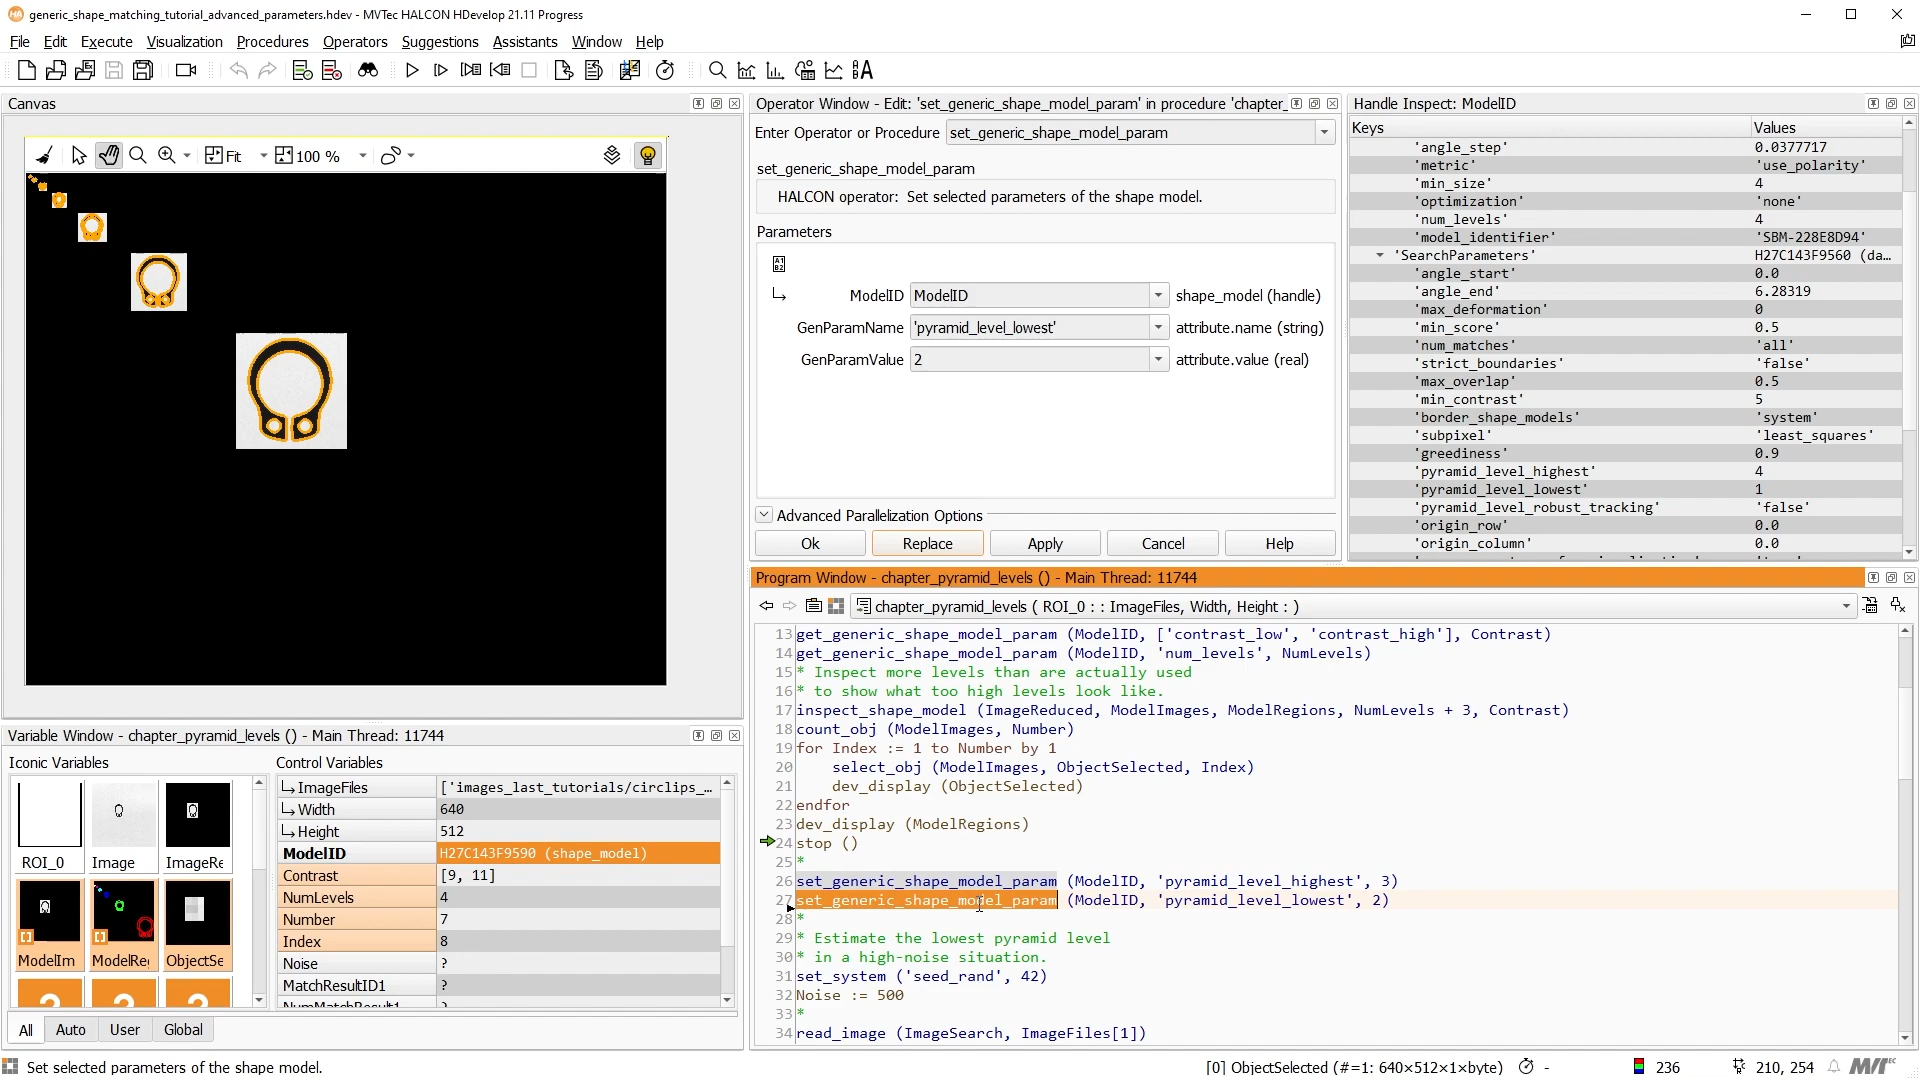 generic_shape_matching_tutorial_advanced_parameters.hdev - MVTec HALCON HDevelop 21.11 Progress
File Edit Execute Visualization Procedures Operators Suggestions Assistants Window Help
Canvas
Fit 100 %
Operator Window - Edit: 'set_generic_shape_model_param' in procedure 'chapter_
Enter Operator or Procedure set_generic_shape_model_param
set_generic_shape_model_param
HALCON operator: Set selected parameters of the shape model.
Parameters
ModelID ModelID shape_model (handle)
GenParamName 'pyramid_level_lowest' attribute.name (string)
GenParamValue 2 attribute.value (real)
Advanced Parallelization Options
Ok Replace Apply Cancel Help
Handle Inspect: ModelID
Keys Values
'angle_step' 0.0377717
'metric' 'use_polarity'
'min_size' 4
'optimization' 'none'
'num_levels' 4
'model_identifier' 'SBM-228E8D94'
'SearchParameters' H27C143F9560 (da...
'angle_start' 0.0
'angle_end' 6.28319
'max_deformation' 0
'min_score' 0.5
'num_matches' 'all'
'strict_boundaries' 'false'
'max_overlap' 0.5
'min_contrast' 5
'border_shape_models' 'system'
'subpixel' 'least_squares'
'greediness' 0.9
'pyramid_level_highest' 4
'pyramid_level_lowest' 1
'pyramid_level_robust_tracking' 'false'
'origin_row' 0.0
'origin_column' 0.0
Program Window - chapter_pyramid_levels () - Main Thread: 11744
chapter_pyramid_levels ( ROI_0 : : ImageFiles, Width, Height : )
13 get_generic_shape_model_param (ModelID, ['contrast_low', 'contrast_high'], Contrast)
14 get_generic_shape_model_param (ModelID, 'num_levels', NumLevels)
15 * Inspect more levels than are actually used
16 * to show what too high levels look like.
17 inspect_shape_model (ImageReduced, ModelImages, ModelRegions, NumLevels + 3, Contrast)
18 count_obj (ModelImages, Number)
19 for Index := 1 to Number by 1
20 select_obj (ModelImages, ObjectSelected, Index)
21 dev_display (ObjectSelected)
22 endfor
23 dev_display (ModelRegions)
24 stop ()
25 *
26 set_generic_shape_model_param (ModelID, 'pyramid_level_highest', 3)
27 set_generic_shape_model_param (ModelID, 'pyramid_level_lowest', 2)
28 *
29 * Estimate the lowest pyramid level
30 * in a high-noise situation.
31 set_system ('seed_rand', 42)
32 Noise := 500
33 *
34 read_image (ImageSearch, ImageFiles[1])
Variable Window - chapter_pyramid_levels () - Main Thread: 11744
Iconic Variables
ROI_0 Image ImageRe
ModelIm ModelRe ObjectSe
? ? ?
Control Variables
ImageFiles ['images_last_tutorials/circlips_...
Width 640
Height 512
ModelID H27C143F9590 (shape_model)
Contrast [9, 11]
NumLevels 4
Number 7
Index 8
Noise ?
MatchResultID1 ?
NumMatchResult1 ?
All Auto User Global
Set selected parameters of the shape model.
[0] ObjectSelected (#=1: 640×512×1×byte) - 236 210, 254